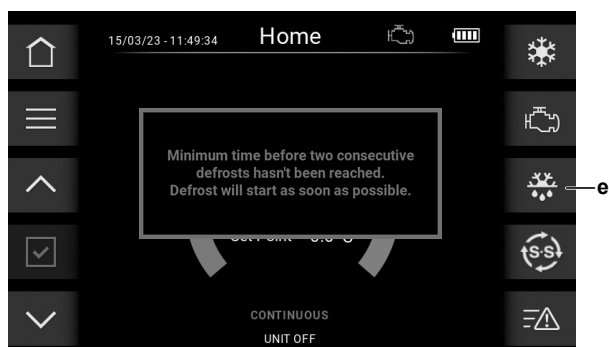 15/03/23 - 11:49:34 Home
Minimum time before two consecutive
defrosts hasn't been reached.
Defrost will start as soon as possible.
e
S·S
CONTINUOUS
UNIT OFF